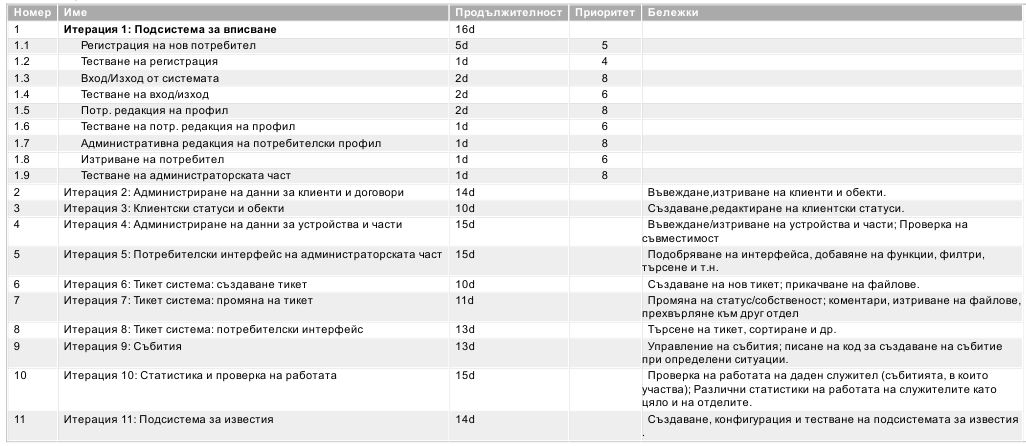 Номер Име Продължителност Приоритет Бележки
1 Итерация 1: Подсистема за вписване 16d
1.1 Регистрация на нов потребител 5d 5
1.2 Тестване на регистрация 1d 4
1.3 Вход/Изход от системата 2d 8
1.4 Тестване на вход/изход 2d 6
1.5 Потр. редакция на профил 2d 8
1.6 Тестване на потр. редакция на профил 1d 6
1.7 Административна редакция на потребителски профил 1d 8
1.8 Изтриване на потребител 1d 6
1.9 Тестване на администраторската част 1d 8
2 Итерация 2: Администриране на данни за клиенти и договори 14d Въвеждане,изтриване на клиенти и обекти.
3 Итерация 3: Клиентски статуси и обекти 10d Създаване,редактиране на клиентски статуси.
4 Итерация 4: Администриране на данни за устройства и части 15d Въвеждане/изтриване на устройства и части; Проверка на
съвместимост
5 Итерация 5: Потребителски интерфейс на администраторската част 15d Подобряване на интерфейса, добавяне на функции, филтри,
търсене и т.н.
6 Итерация 6: Тикет система: създаване тикет 10d Създаване на нов тикет; прикачване на файлове.
7 Итерация 7: Тикет система: промяна на тикет 11d Промяна на статус/собственост; коментари, изтриване на файлове,
прехвърляне към друг отдел
8 Итерация 8: Тикет система: потребителски интерфейс 13d Търсене на тикет, сортиране и др.
9 Итерация 9: Събития 13d Управление на събития; писане на код за създаване на събитие
при определени ситуации.
10 Итерация 10: Статистика и проверка на работата 15d Проверка на работата на даден служител (събитията, в които
участва); Различни статистики на работата на служителите като
цяло и на отделите.
11 Итерация 11: Подсистема за известия 14d Създаване, конфигурация и тестване на подсистемата за известия
.